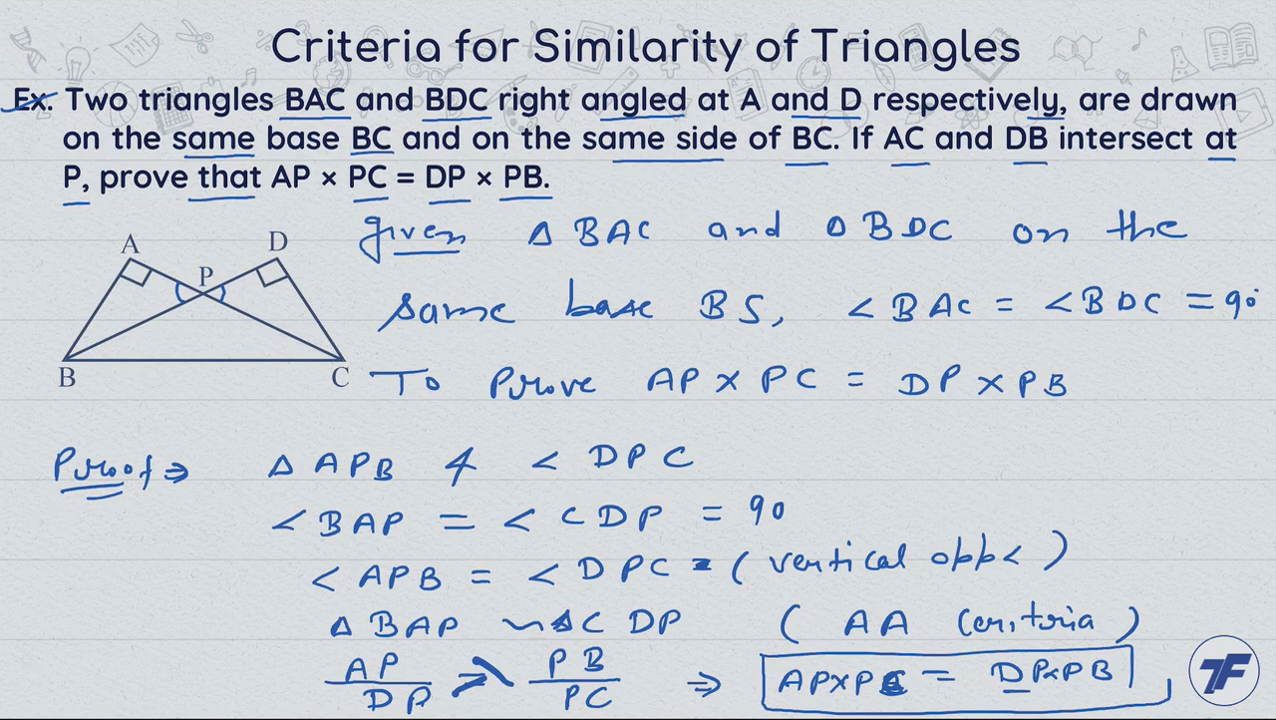 Criteria for Similarity of Triangles
Ex. Two triangles BAC and BDC right angled at A and D respectively, are drawn
on the same base BC and on the same side of BC. If AC and DB intersect at
P, prove that AP × PC = DP × PB.
given Δ BAC and Δ BDC on the
A D
P
same base BS, ∠BAC = ∠BDC = 90°
B C
To Prove AP × PC = DP × PB
Proof ⇒ Δ APB & < DPC
<BAP = < CDP = 90
<APB = < DPC = (vertical opp <)
Δ BAP ~ Δ CDP (AA Criteria)
AP/DP = PB/PC ⇒ AP×PC = DP×PB
7F